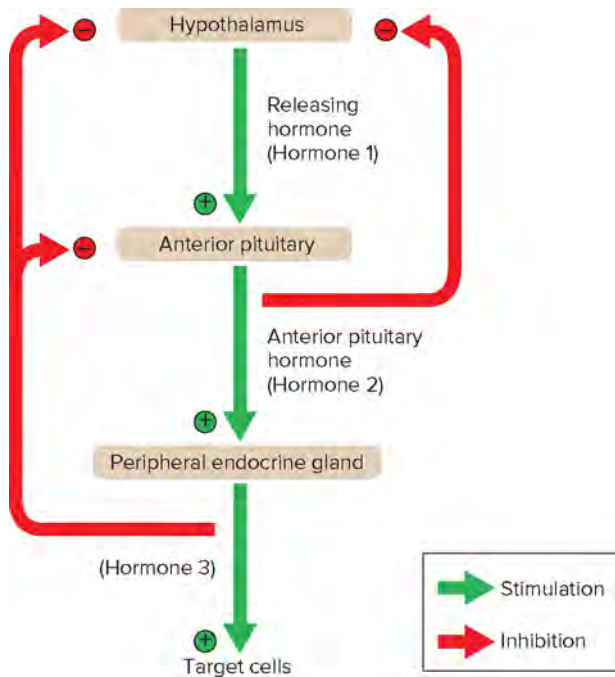 Hypothalamus
Releasing
hormone
(Hormone 1)
Anterior pituitary
Anterior pituitary
hormone
(Hormone 2)
Peripheral endocrine gland
(Hormone 3)
Target cells
Stimulation
Inhibition